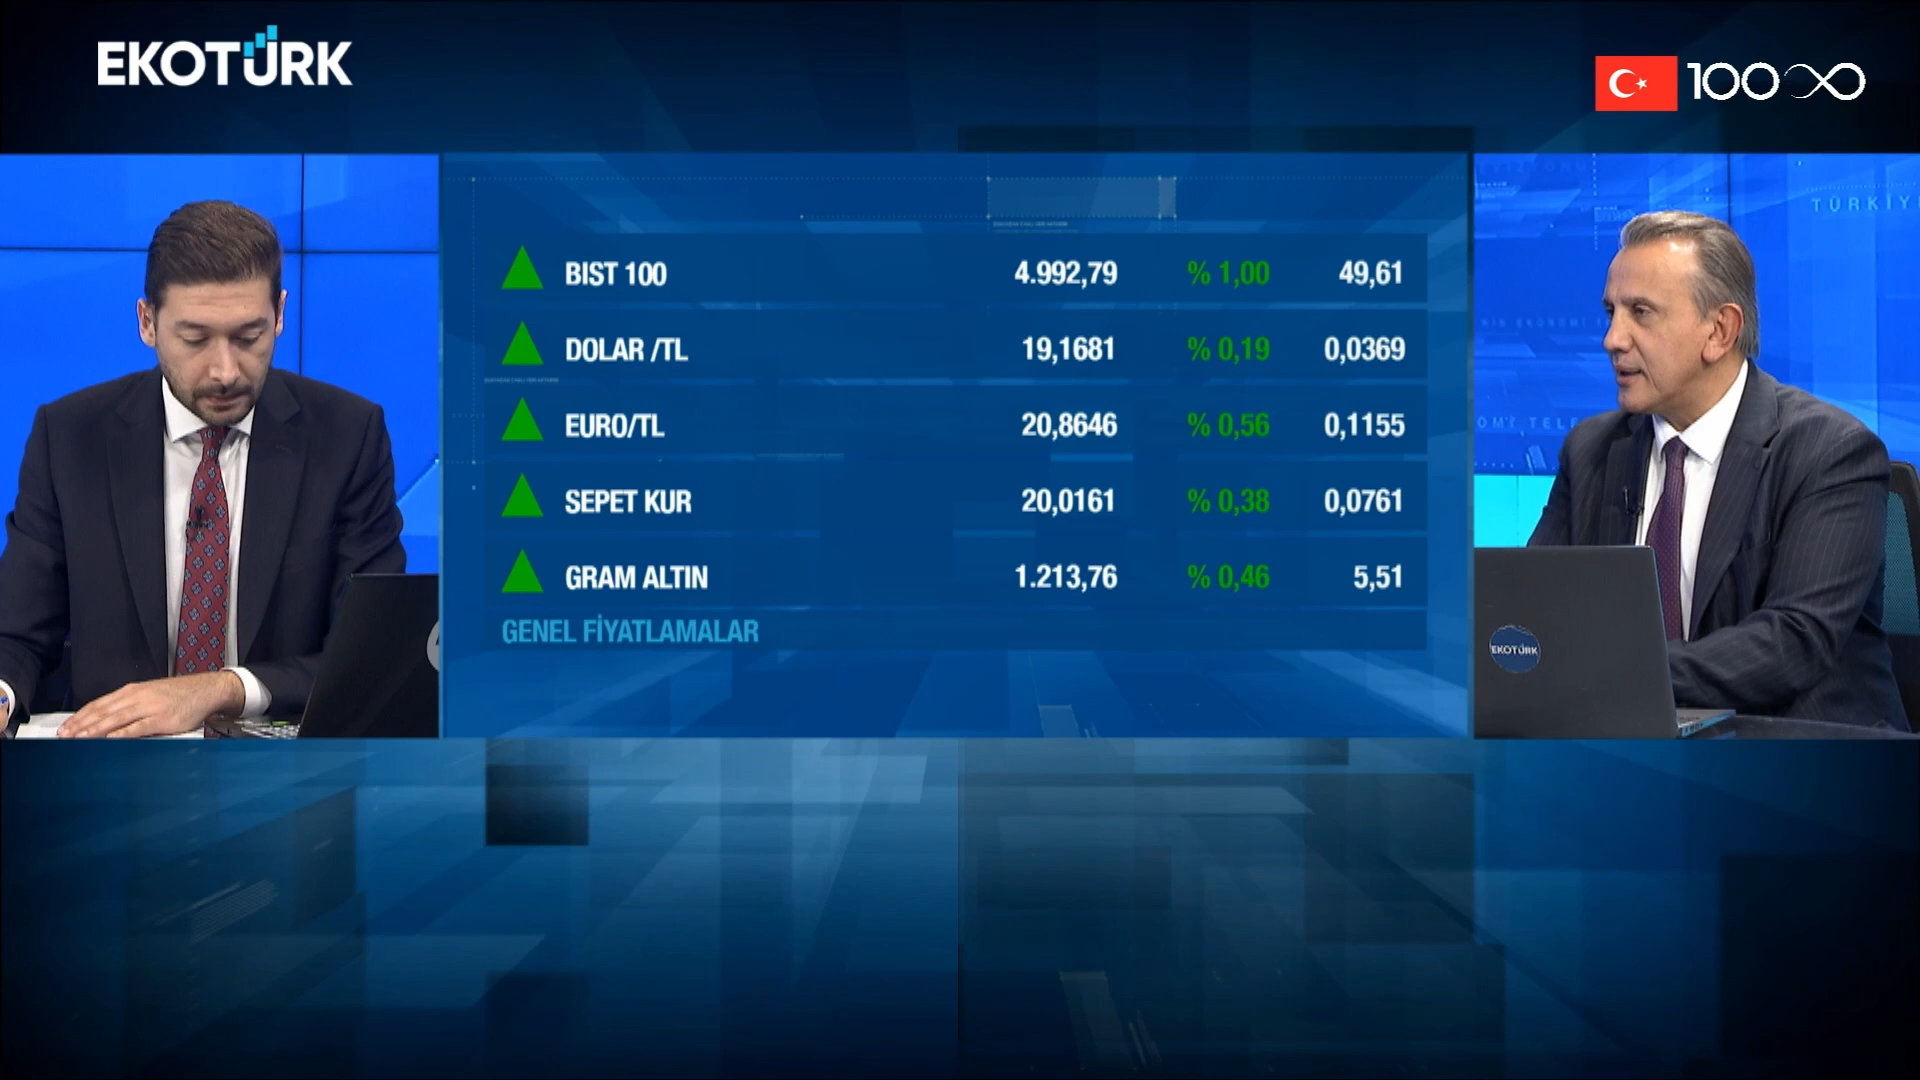 EKOTÜRK
100
TÜRKİY
BIST 100 4.992,79 % 1,00 49,61
DOLAR /TL 19,1681 % 0,19 0,0369
EURO/TL 20,8646 % 0,56 0,1155
SEPET KUR 20,0161 % 0,38 0,0761
GRAM ALTIN 1.213,76 % 0,46 5,51
GENEL FİYATLAMALAR
EKOTÜRK